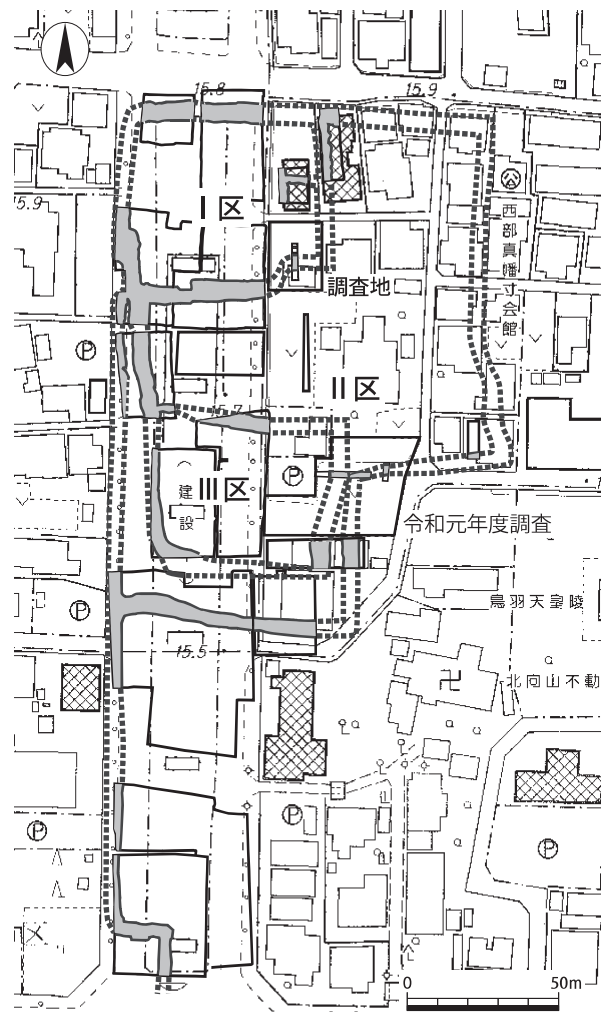 15.8
15.9
15.9
Ⅰ区
西部真幡寸会館
調査地
Ⅱ区
P
P
Ⅲ区
建設
令和元年度調査
鳥羽天皇陵
P
15.5
卍
北向山不動
P
P
P
0
50m